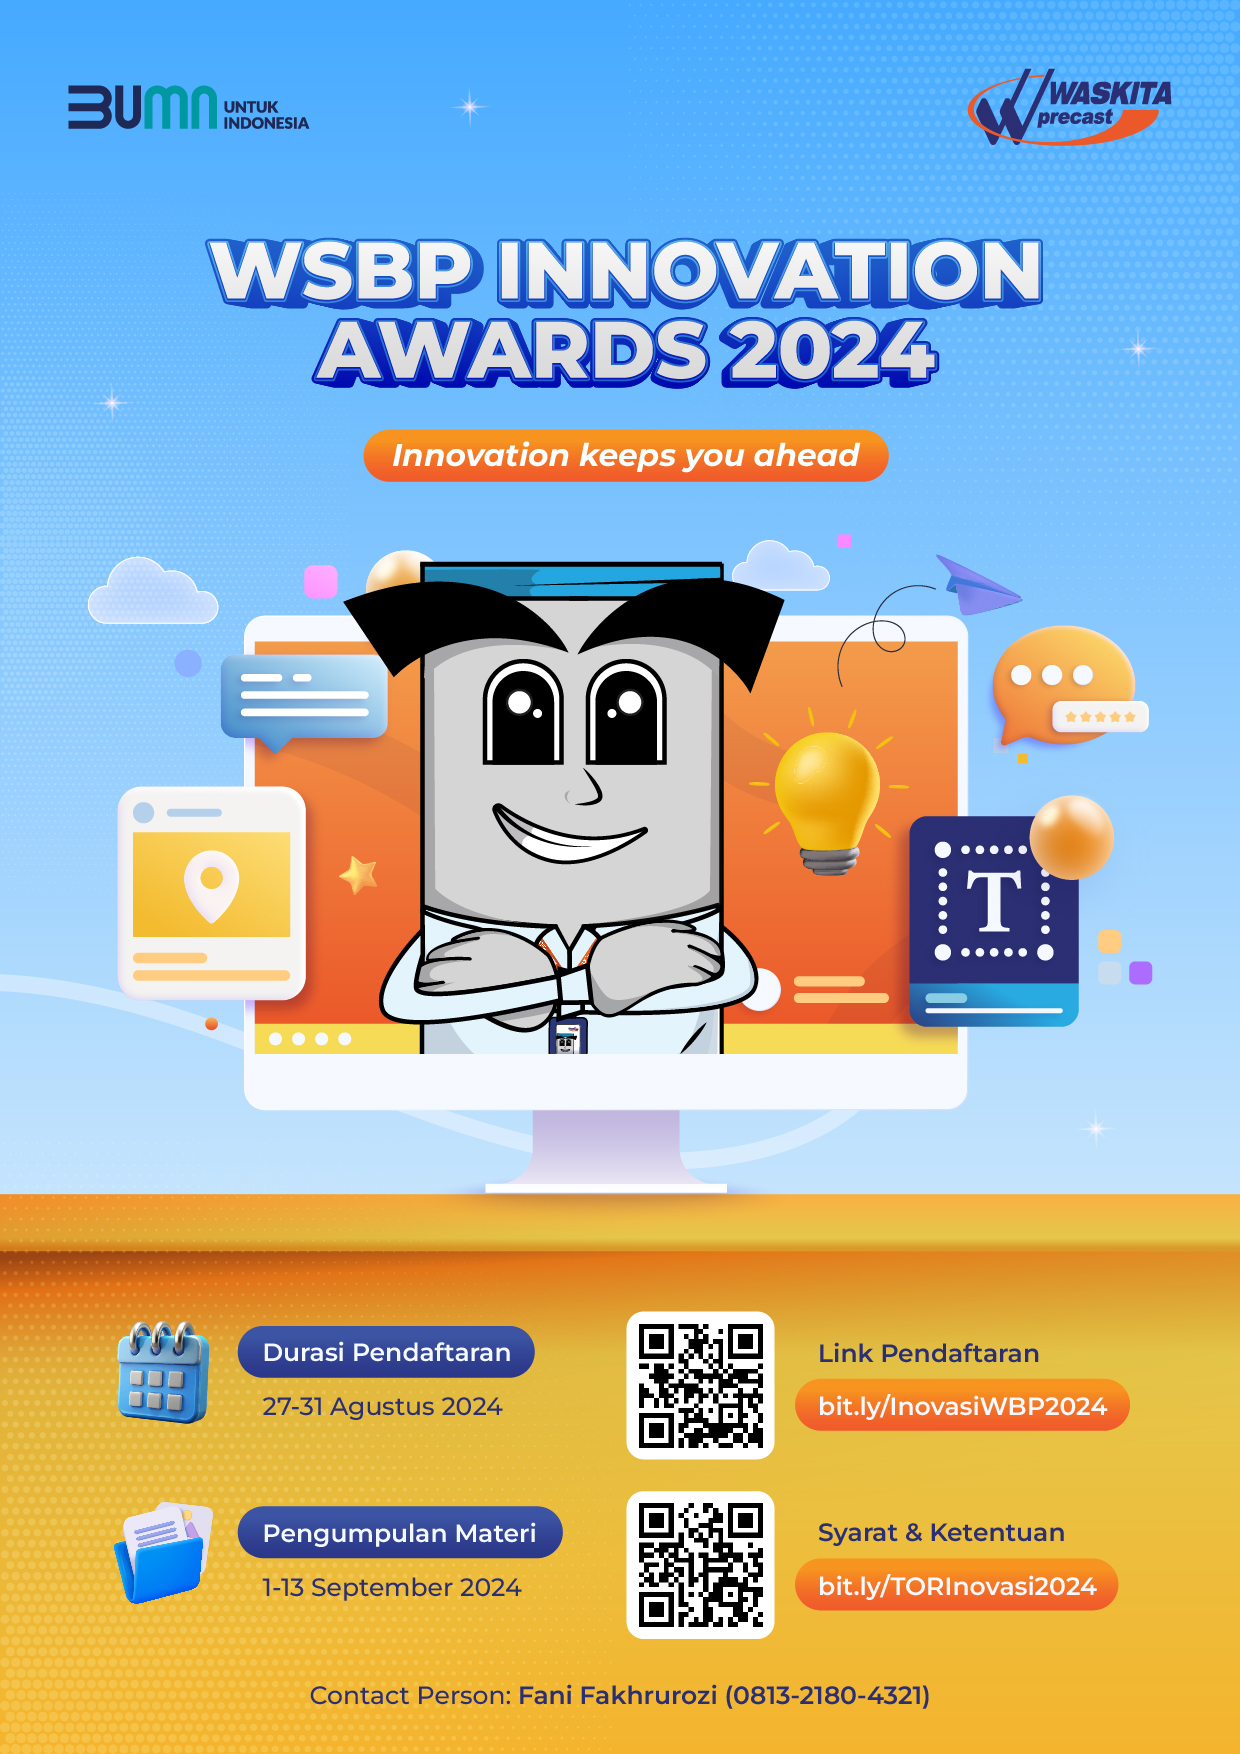 BUMN UNTUK
INDONESIA
WASKITA
precast
WSBP INNOVATION
AWARDS 2024
Innovation keeps you ahead
T
Durasi Pendaftaran
27-31 Agustus 2024
Link Pendaftaran
bit.ly/InovasiWBP2024
Pengumpulan Materi
1-13 September 2024
Syarat & Ketentuan
bit.ly/TORInovasi2024
Contact Person: Fani Fakhrurozi (0813-2180-4321)